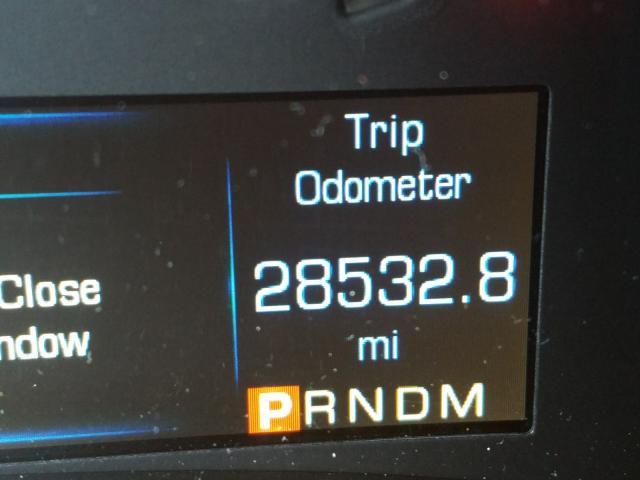 Trip
Odometer
28532.8
mi
Close
ndow
PRNDM